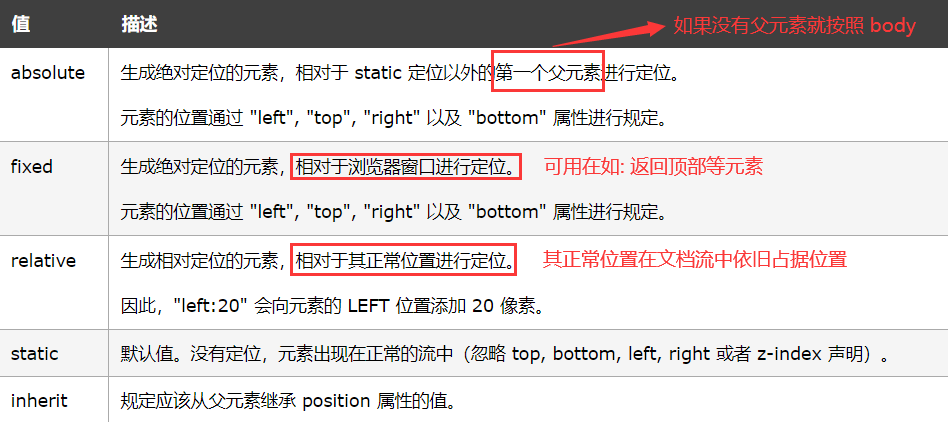 值 描述 如果没有父元素就按照 body
absolute 生成绝对定位的元素，相对于 static 定位以外的第一个父元素进行定位。
元素的位置通过 "left", "top", "right" 以及 "bottom" 属性进行规定。
fixed 生成绝对定位的元素，相对于浏览器窗口进行定位。 可用在如: 返回顶部等元素
元素的位置通过 "left", "top", "right" 以及 "bottom" 属性进行规定。
relative 生成相对定位的元素，相对于其正常位置进行定位。 其正常位置在文档流中依旧占据位置
因此，"left:20" 会向元素的 LEFT 位置添加 20 像素。
static 默认值。没有定位，元素出现在正常的流中（忽略 top, bottom, left, right 或者 z-index 声明）。
inherit 规定应该从父元素继承 position 属性的值。